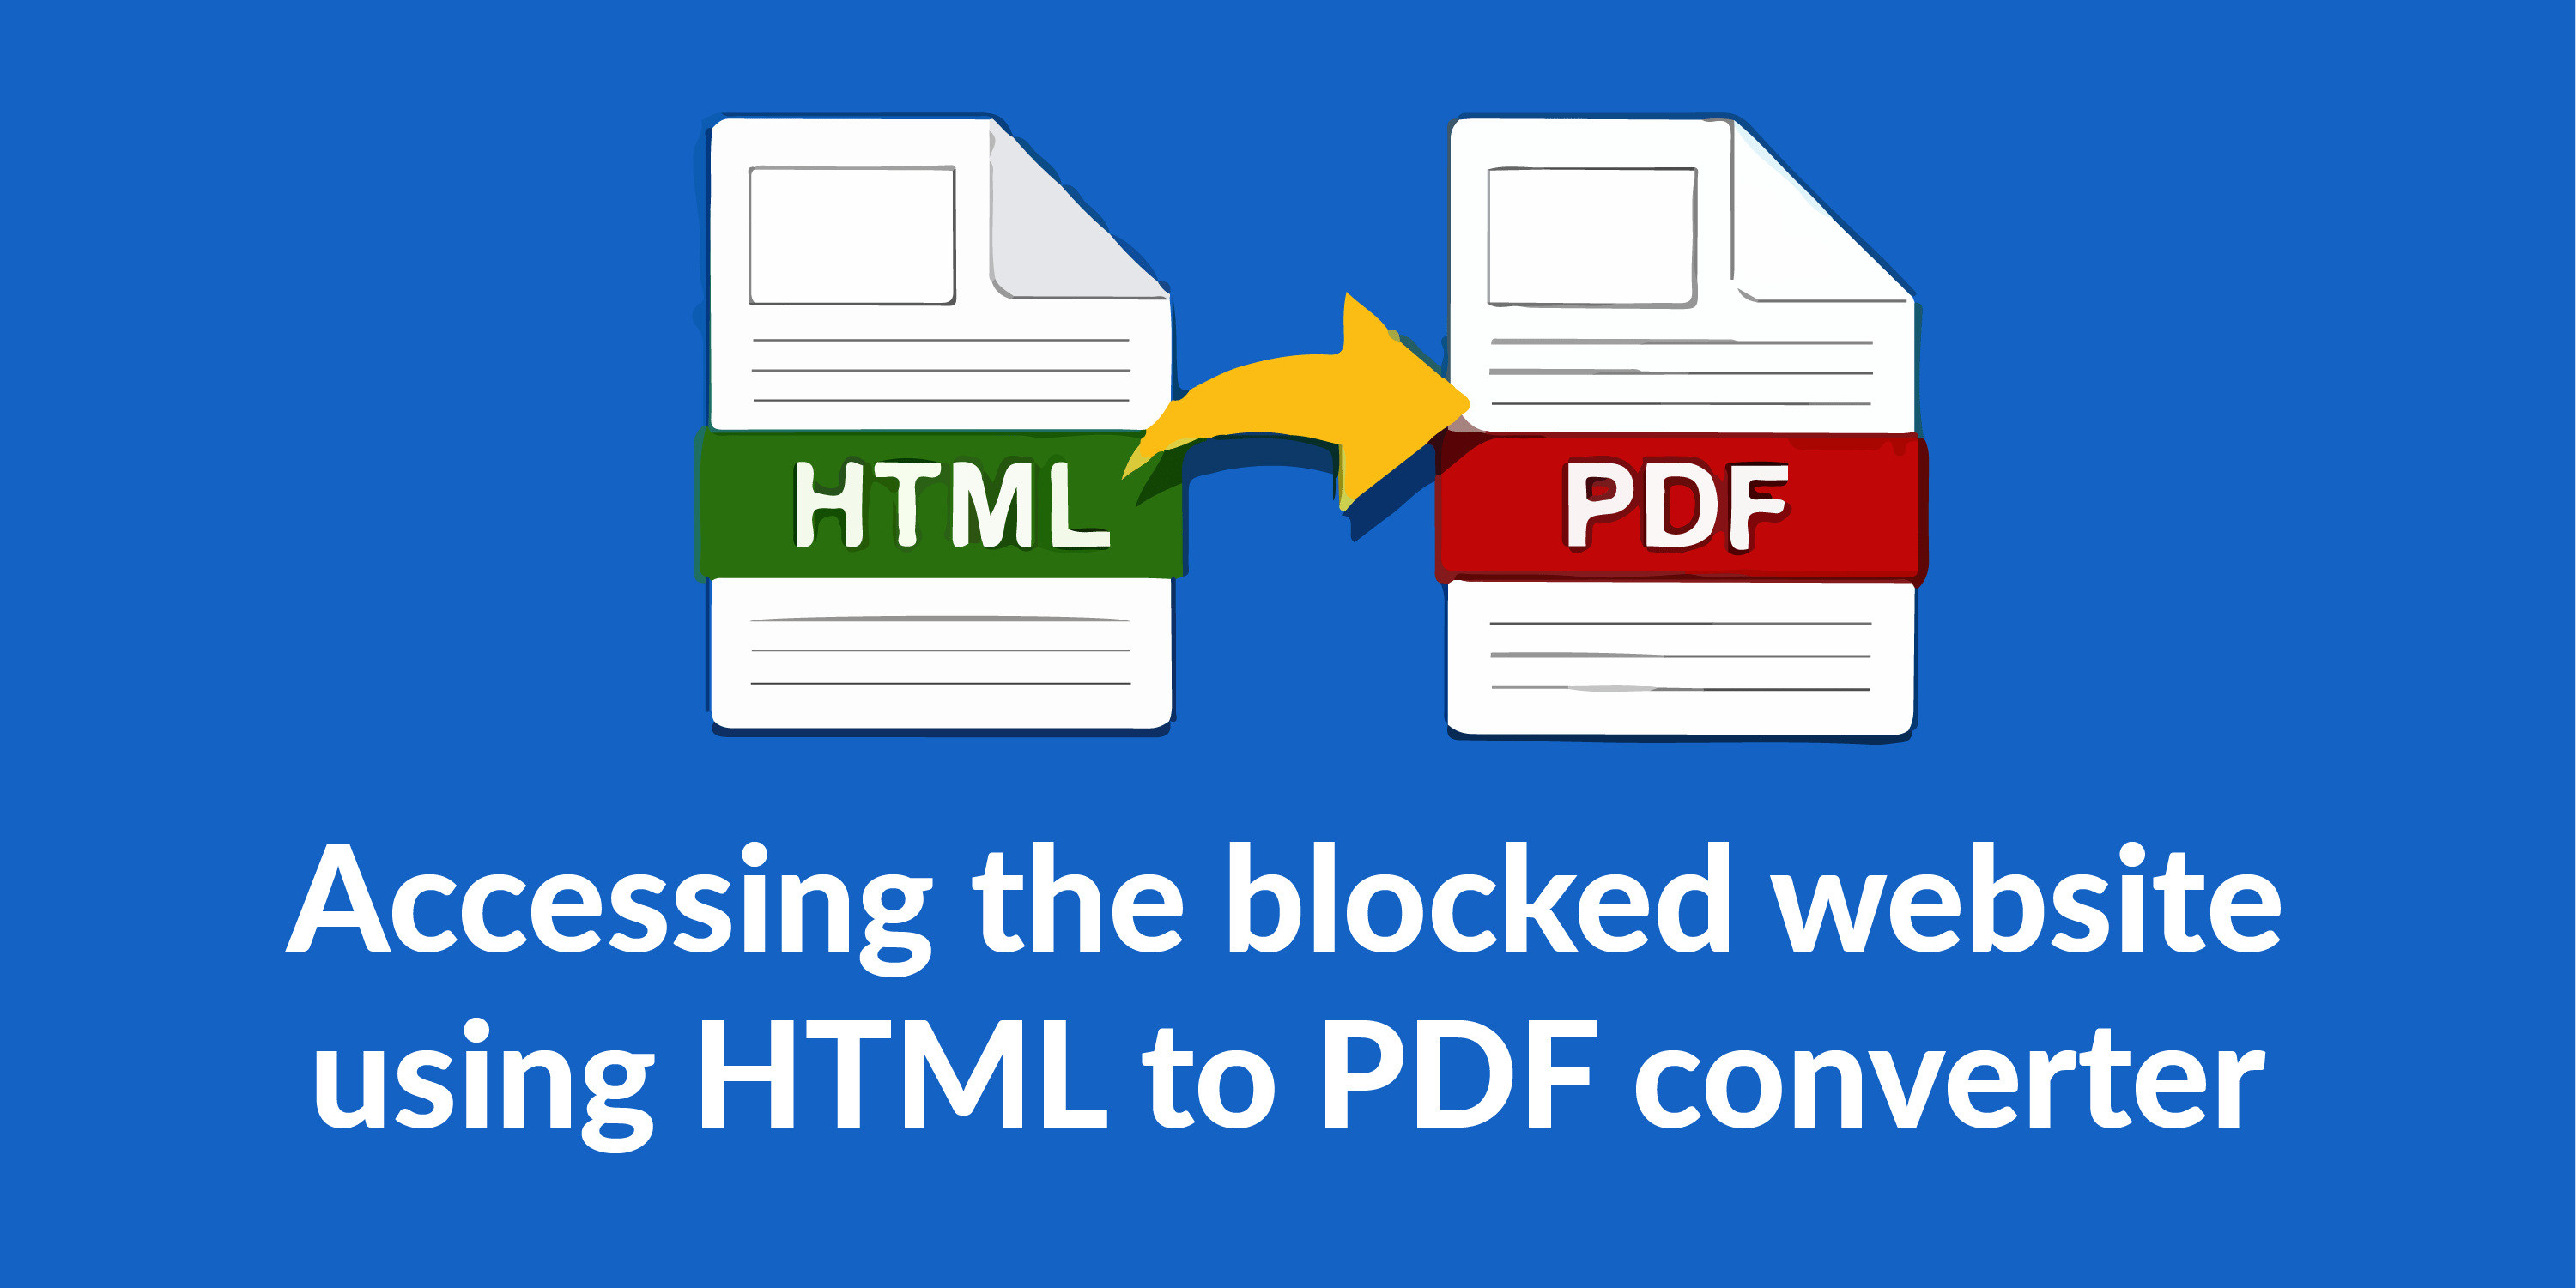 HTML
PDF
Accessing the blocked website
using HTML to PDF converter